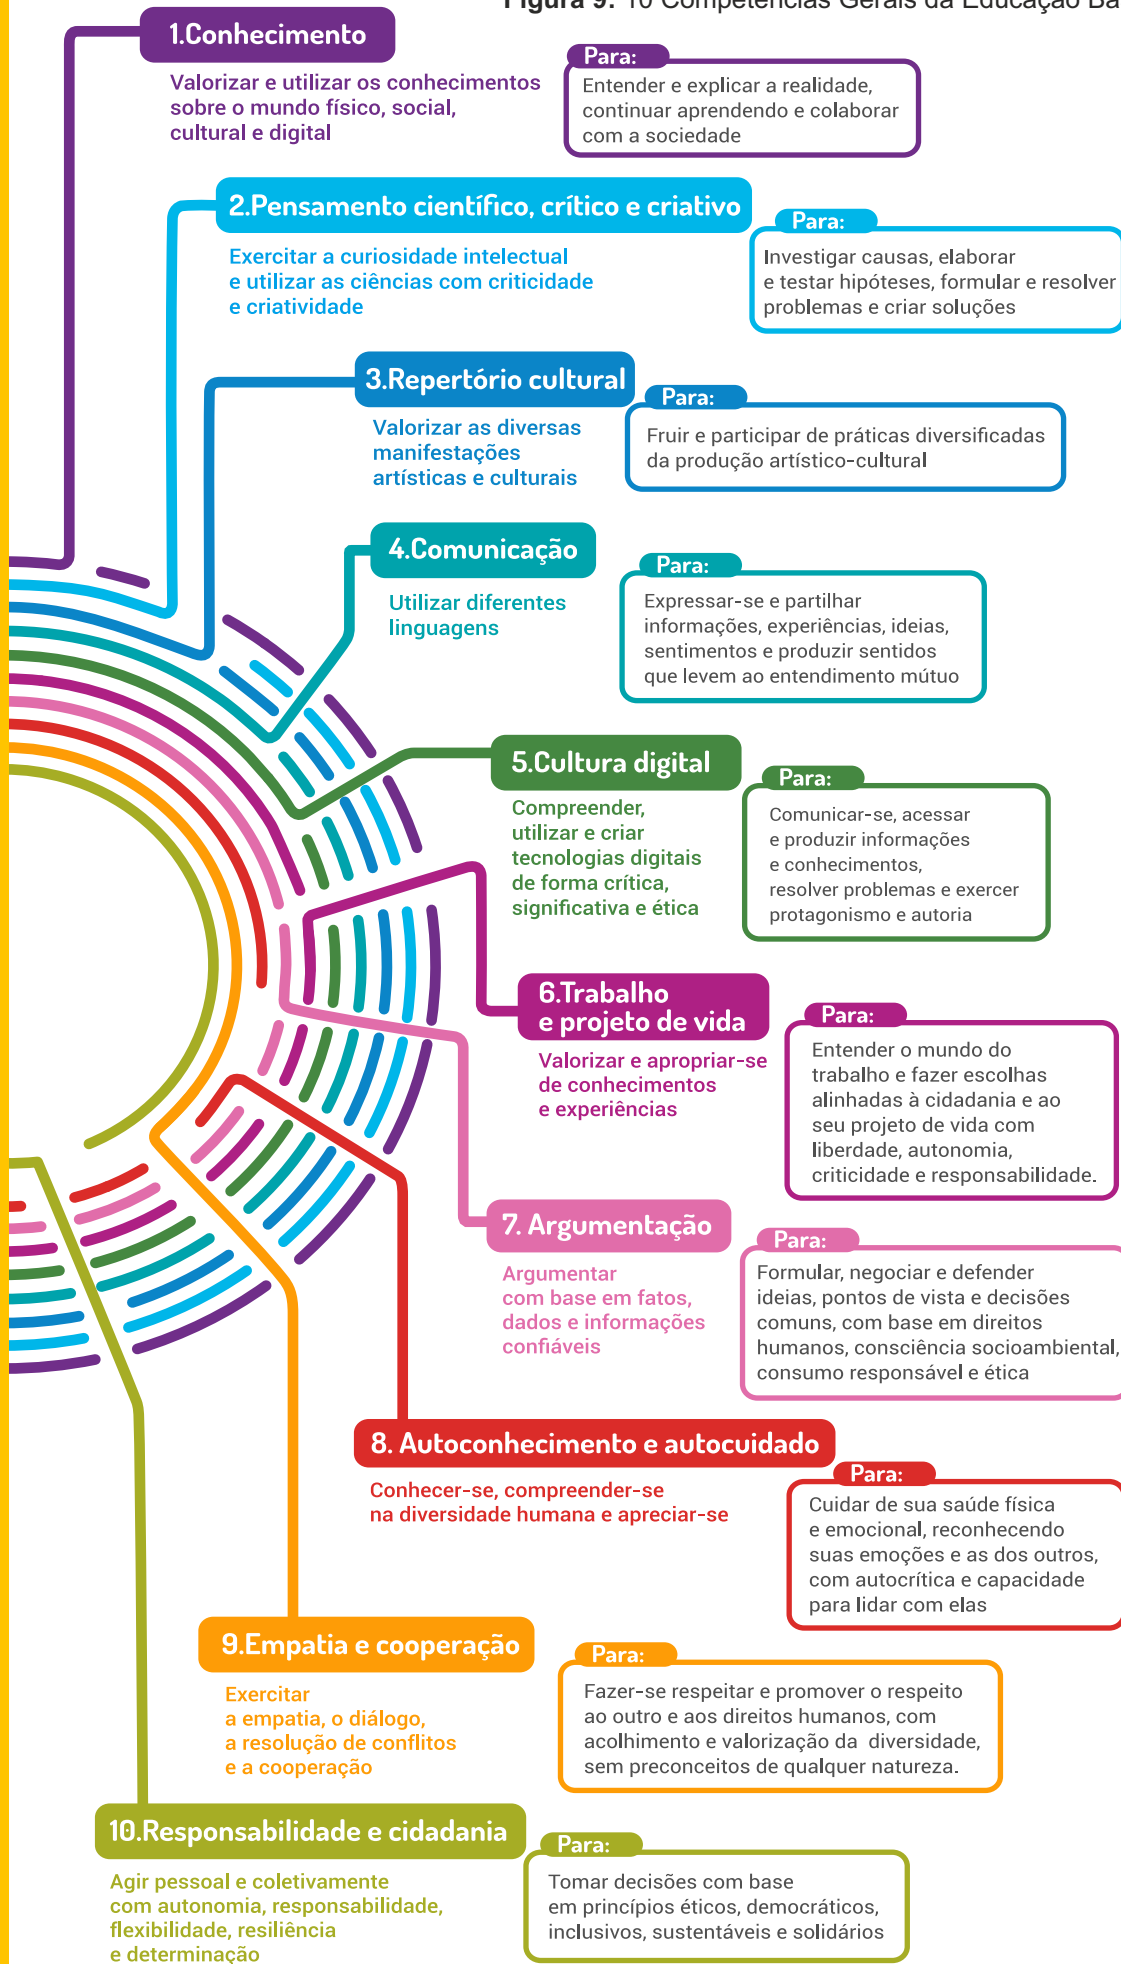 Figura 9: 10 Competências Gerais da Educação Bá
1.Conhecimento
Valorizar e utilizar os conhecimentos
sobre o mundo físico, social,
cultural e digital
Para:
Entender e explicar a realidade,
continuar aprendendo e colaborar
com a sociedade
2.Pensamento científico, crítico e criativo
Exercitar a curiosidade intelectual
e utilizar as ciências com criticidade
e criatividade
Para:
Investigar causas, elaborar
e testar hipóteses, formular e resolver
problemas e criar soluções
3.Repertório cultural
Valorizar as diversas
manifestações
artísticas e culturais
Para:
Fruir e participar de práticas diversificadas
da produção artístico-cultural
4.Comunicação
Utilizar diferentes
linguagens
Para:
Expressar-se e partilhar
informações, experiências, ideias,
sentimentos e produzir sentidos
que levem ao entendimento mútuo
5.Cultura digital
Compreender,
utilizar e criar
tecnologias digitais
de forma crítica,
significativa e ética
Para:
Comunicar-se, acessar
e produzir informações
e conhecimentos,
resolver problemas e exercer
protagonismo e autoria
6.Trabalho
e projeto de vida
Valorizar e apropriar-se
de conhecimentos
e experiências
Para:
Entender o mundo do
trabalho e fazer escolhas
alinhadas à cidadania e ao
seu projeto de vida com
liberdade, autonomia,
criticidade e responsabilidade.
7. Argumentação
Argumentar
com base em fatos,
dados e informações
confiáveis
Para:
Formular, negociar e defender
ideias, pontos de vista e decisões
comuns, com base em direitos
humanos, consciência socioambiental,
consumo responsável e ética
8. Autoconhecimento e autocuidado
Conhecer-se, compreender-se
na diversidade humana e apreciar-se
Para:
Cuidar de sua saúde física
e emocional, reconhecendo
suas emoções e as dos outros,
com autocrítica e capacidade
para lidar com elas
9.Empatia e cooperação
Exercitar
a empatia, o diálogo,
a resolução de conflitos
e a cooperação
Para:
Fazer-se respeitar e promover o respeito
ao outro e aos direitos humanos, com
acolhimento e valorização da diversidade,
sem preconceitos de qualquer natureza.
10.Responsabilidade e cidadania
Agir pessoal e coletivamente
com autonomia, responsabilidade,
flexibilidade, resiliência
e determinação
Para:
Tomar decisões com base
em princípios éticos, democráticos,
inclusivos, sustentáveis e solidários